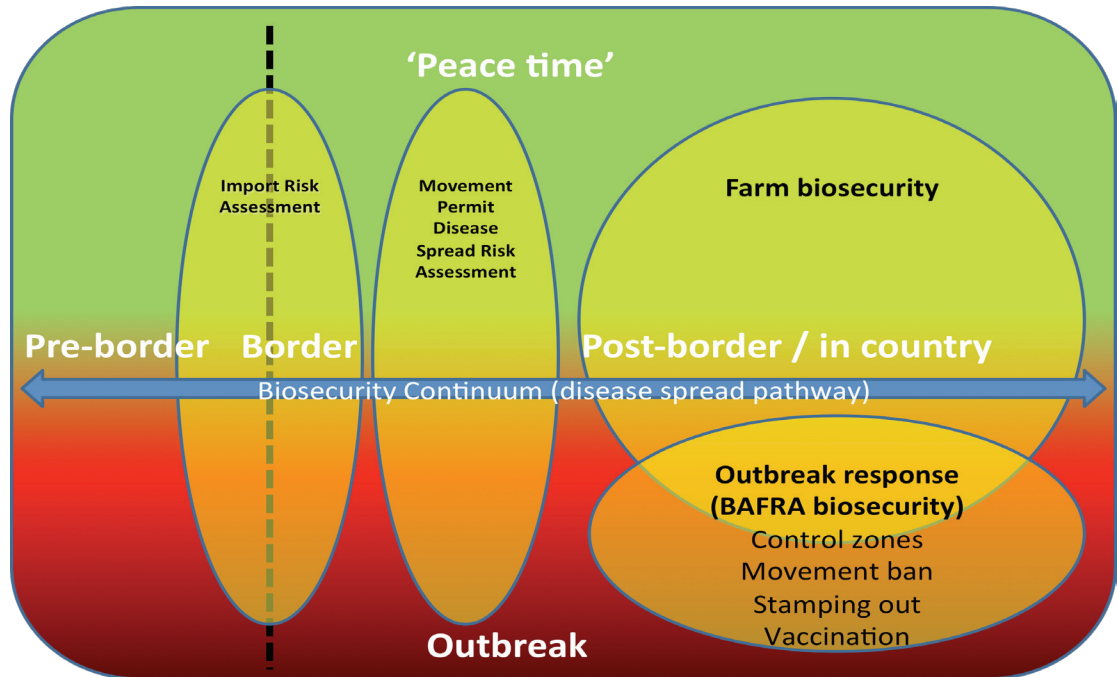 ‘Peace time’
Import Risk
Assessment
Movement
Permit
Disease
Spread Risk
Assessment
Farm biosecurity
Pre-border
Border
Post-border / in country
Biosecurity Continuum (disease spread pathway)
Outbreak response
(BAFRA biosecurity)
Control zones
Movement ban
Stamping out
Vaccination
Outbreak